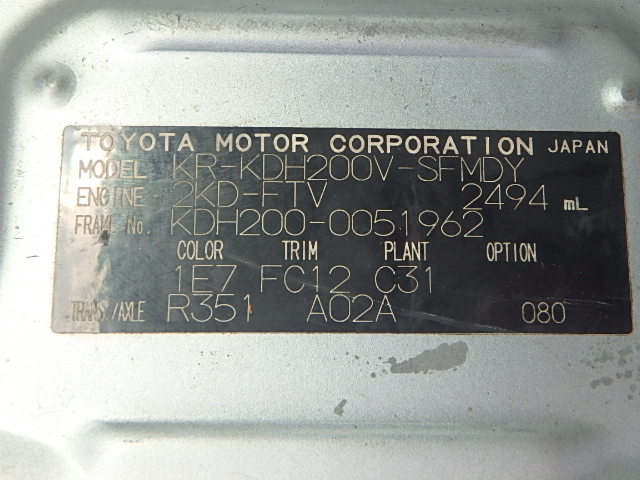 TOYOTA MOTOR CORPORATION JAPAN
MODEL KR-KDH200V-SFMDY
ENGINE 2KD-FTV 2494 mL
FRAME No. KDH200-0051962
COLOR TRIM PLANT OPTION
1E7 FC12 C31
TRANS./AXLE R351 A02A 080